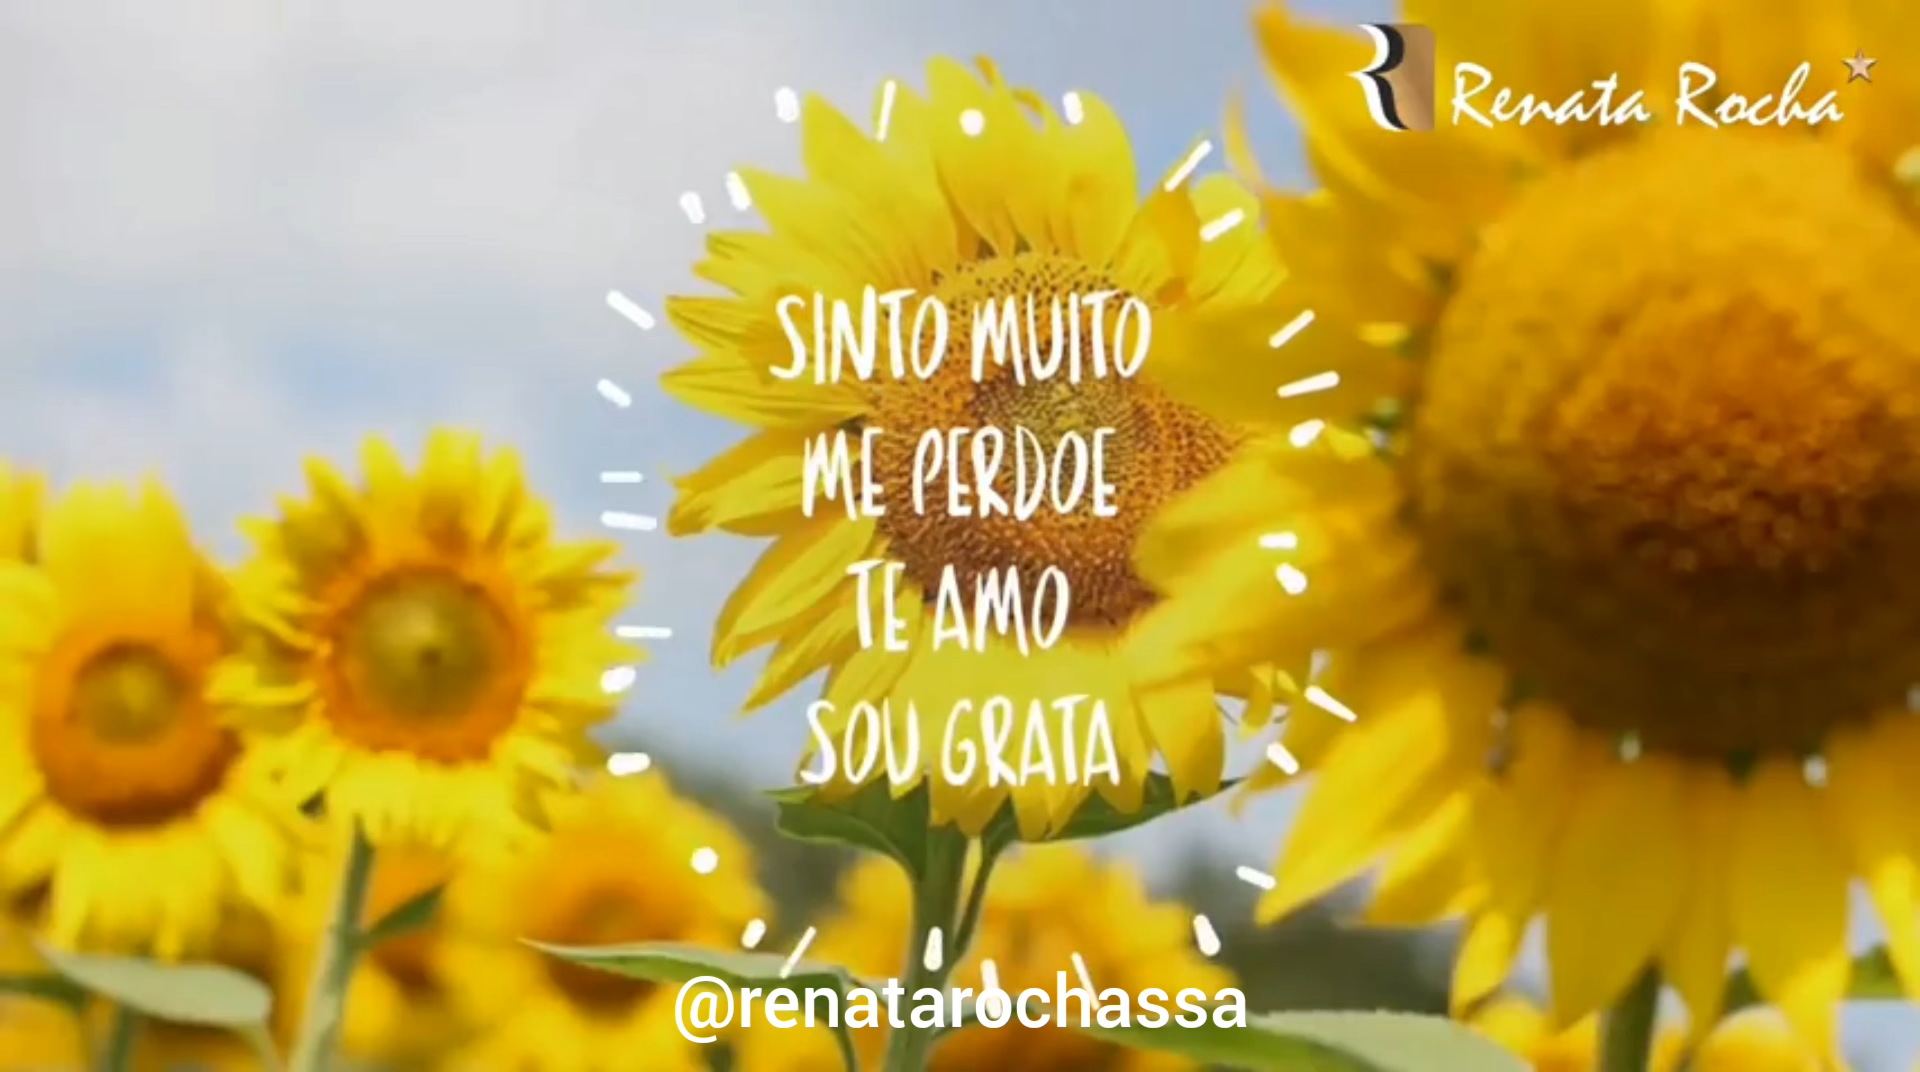 Renata Rocha
SINTO MUITO
ME PERDOE
TE AMO
SOU GRATA
@renatarochassa